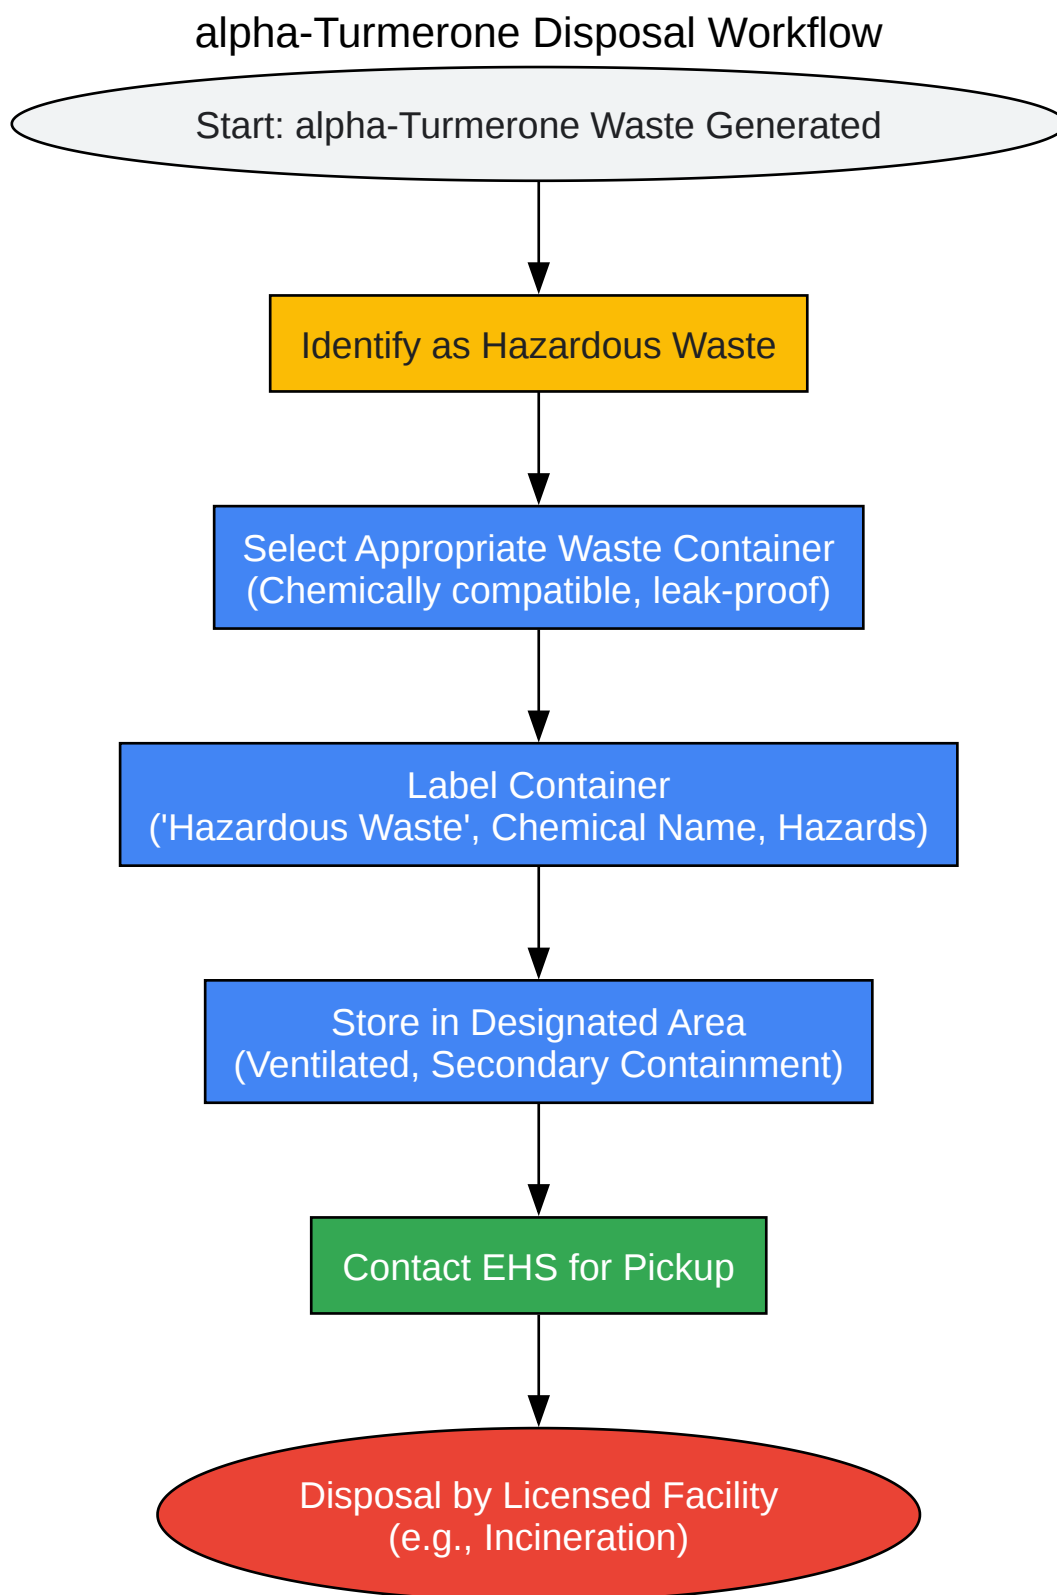 alpha-Turmerone Disposal Workflow
Start: alpha-Turmerone Waste Generated
Identify as Hazardous Waste
Select Appropriate Waste Container
(Chemically compatible, leak-proof)
Label Container
('Hazardous Waste', Chemical Name, Hazards)
Store in Designated Area
(Ventilated, Secondary Containment)
Contact EHS for Pickup
Disposal by Licensed Facility
(e.g., Incineration)